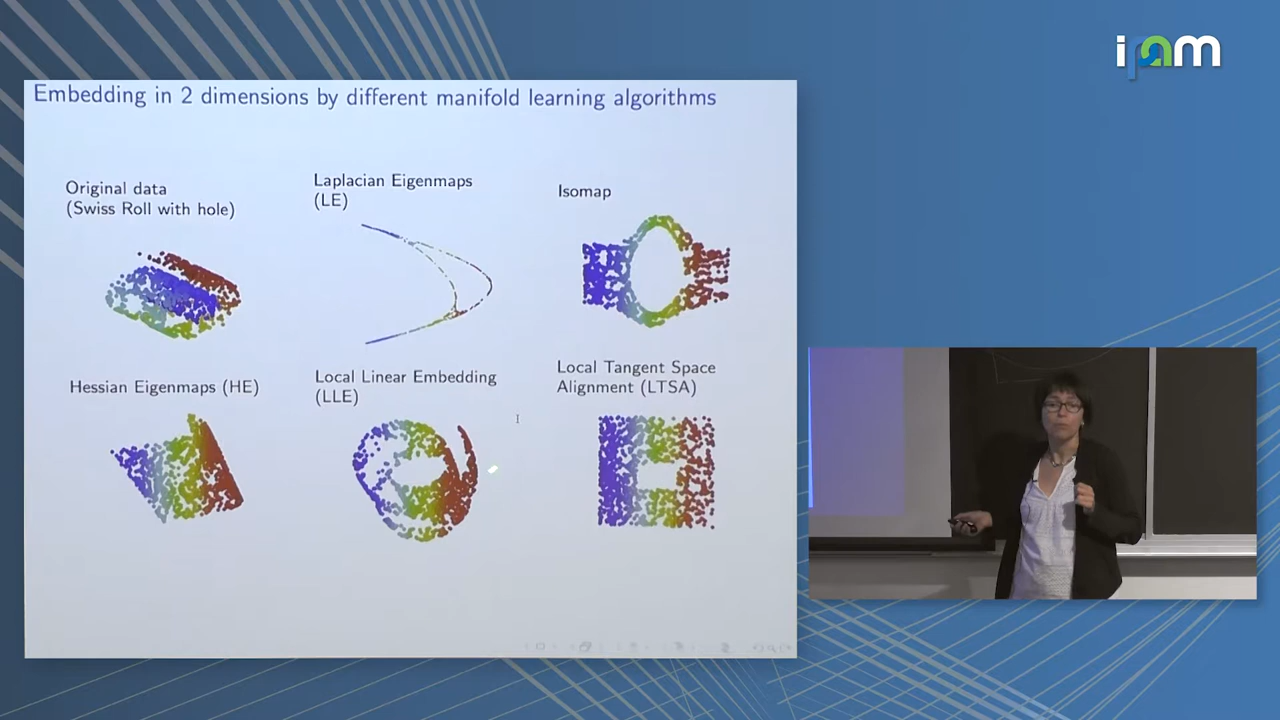 ipam
Embedding in 2 dimensions by different manifold learning algorithms
Original data
(Swiss Roll with hole)
Laplacian Eigenmaps
(LE)
Isomap
Hessian Eigenmaps (HE)
Local Linear Embedding
(LLE)
Local Tangent Space
Alignment (LTSA)